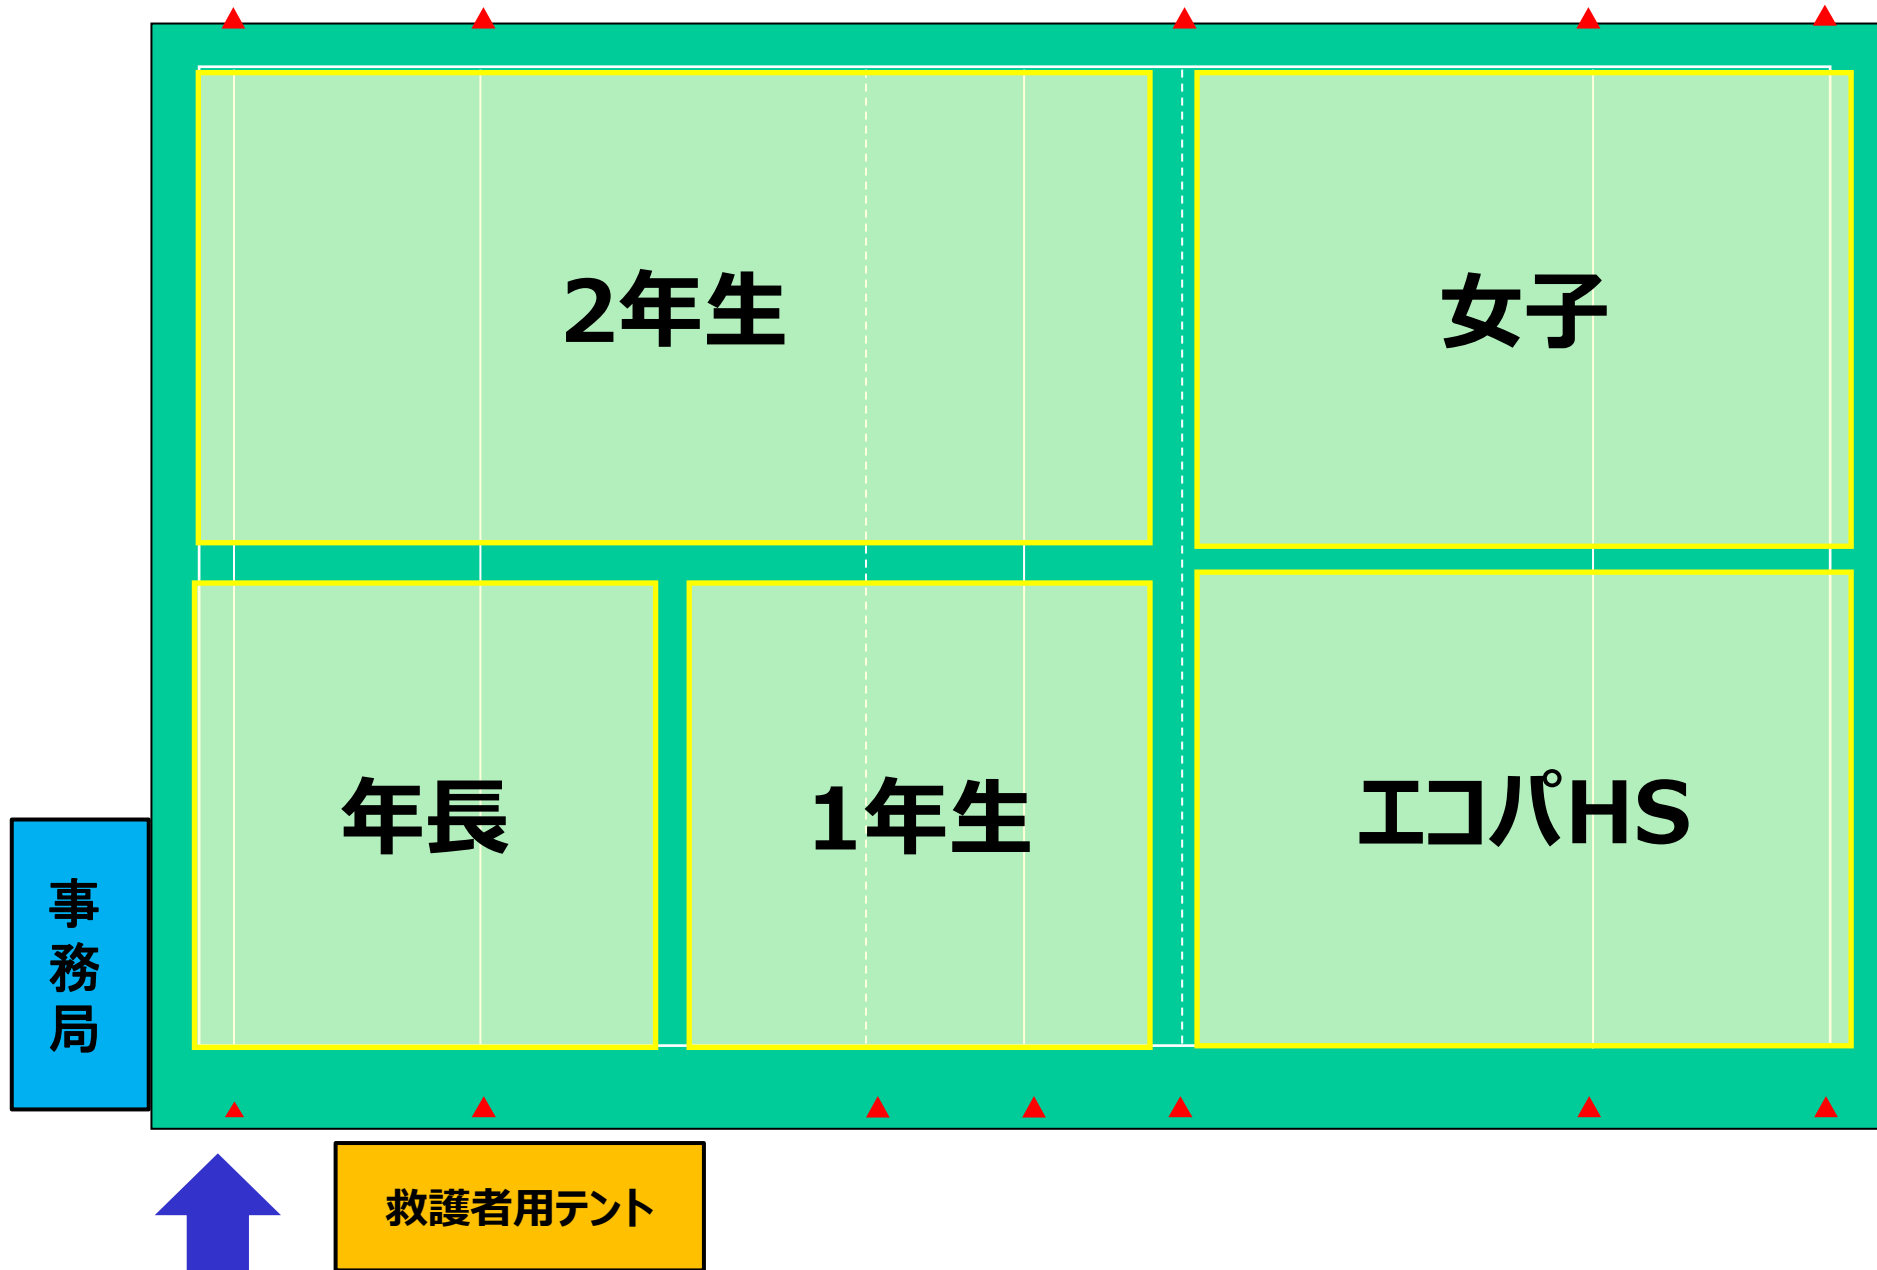 2年生
女子
年長
1年生
エコパHS
事務局
救護者用テント